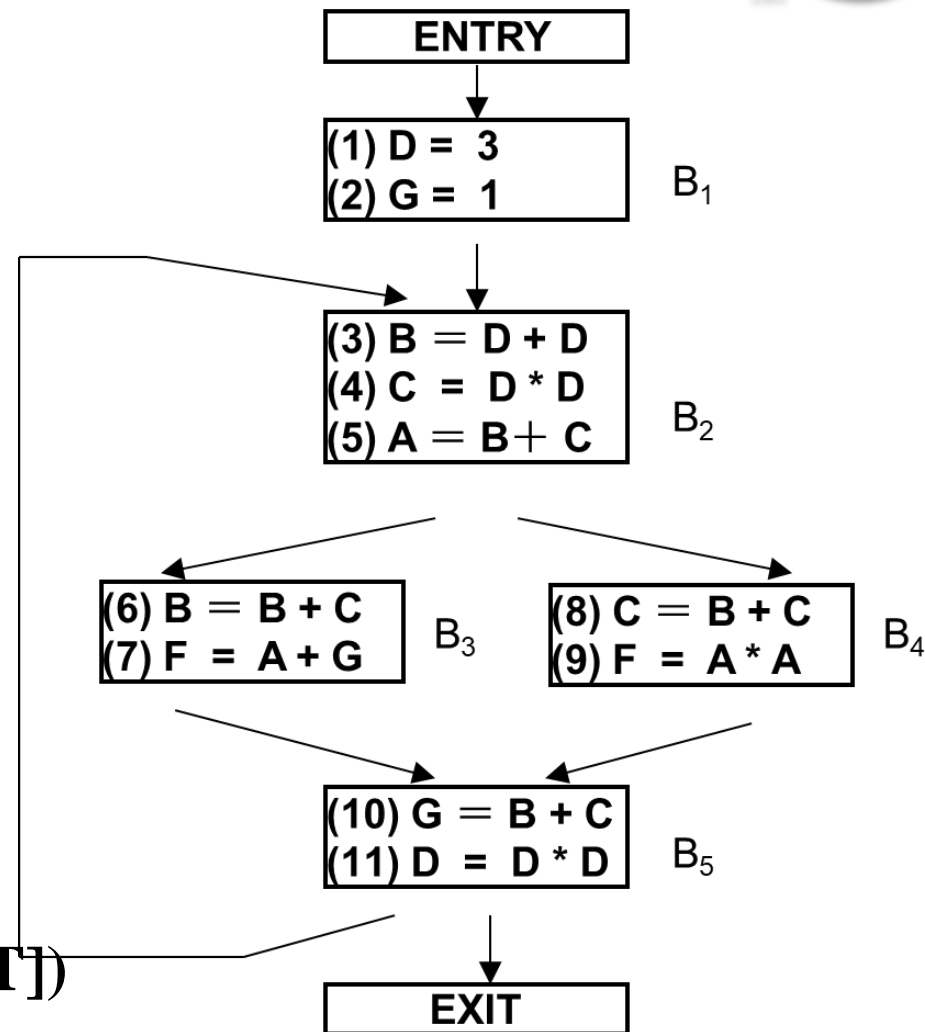 ENTRY
(1) D = 3
(2) G = 1
B₁
(3) B = D + D
(4) C = D * D
(5) A = B+ C
B₂
(6) B = B + C
(7) F = A + G
B₃
(8) C = B + C
(9) F = A * A
B₄
(10) G = B + C
(11) D = D * D
B₅
])
EXIT